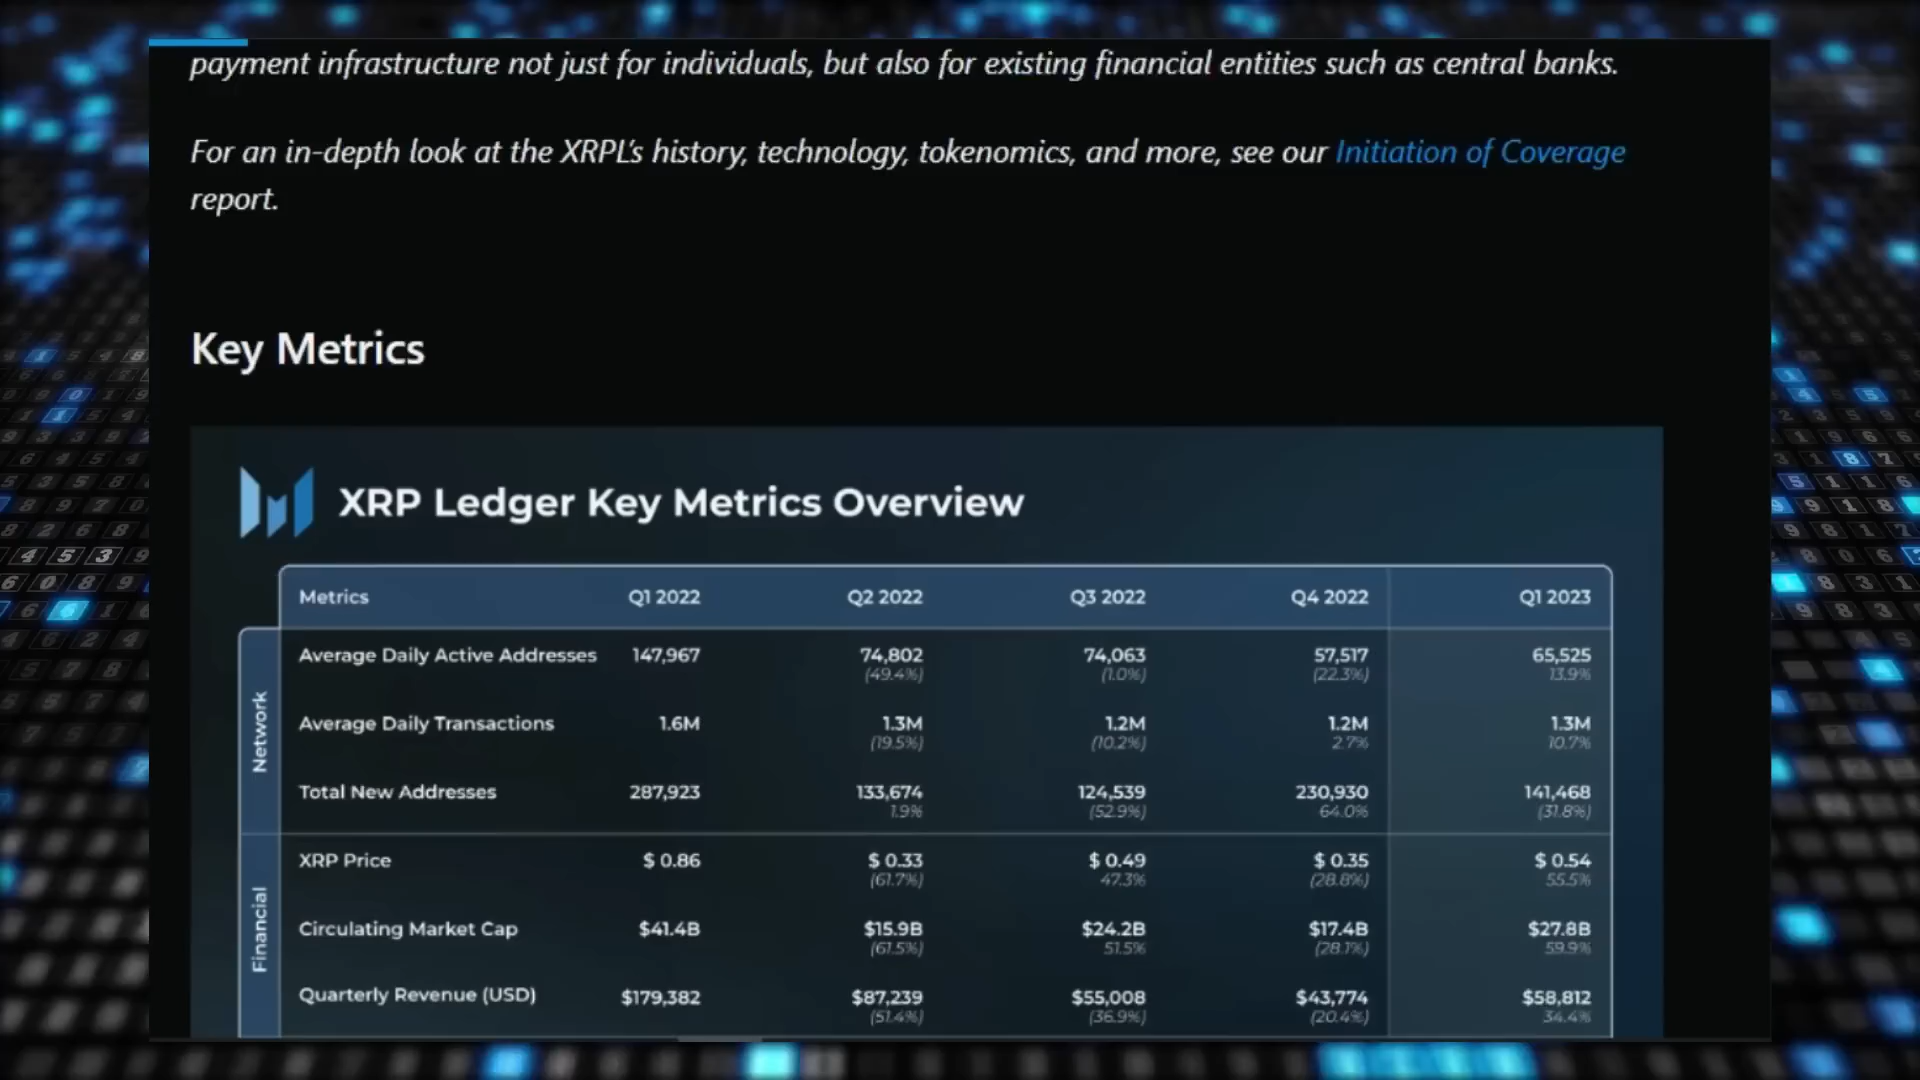 payment infrastructure not just for individuals, but also for existing financial entities such as central banks.
For an in-depth look at the XRPL's history, technology, tokenomics, and more, see our Initiation of Coverage
report.
Key Metrics
XRP Ledger Key Metrics Overview
Metrics Q1 2022 Q2 2022 Q3 2022 Q4 2022 Q1 2023
Network
Average Daily Active Addresses 147,967 74,802 74,063 57,517 65,525
(49.4%) (1.0%) (22.3%) 13.9%
Average Daily Transactions 1.6M 1.3M 1.2M 1.2M 1.3M
(19.5%) (10.2%) 2.7% 10.7%
Total New Addresses 287,923 133,674 124,539 230,930 141,468
1.9% (52.9%) 64.0% (31.8%)
Financial
XRP Price $ 0.86 $ 0.33 $ 0.49 $ 0.35 $ 0.54
(61.7%) 47.3% (28.8%) 55.5%
Circulating Market Cap $41.4B $15.9B $24.2B $17.4B $27.8B
(61.5%) 51.5% (28.1%) 59.9%
Quarterly Revenue (USD) $179,382 $87,239 $55,008 $43,774 $58,812
(51.4%) (36.9%) (20.4%) 34.4%